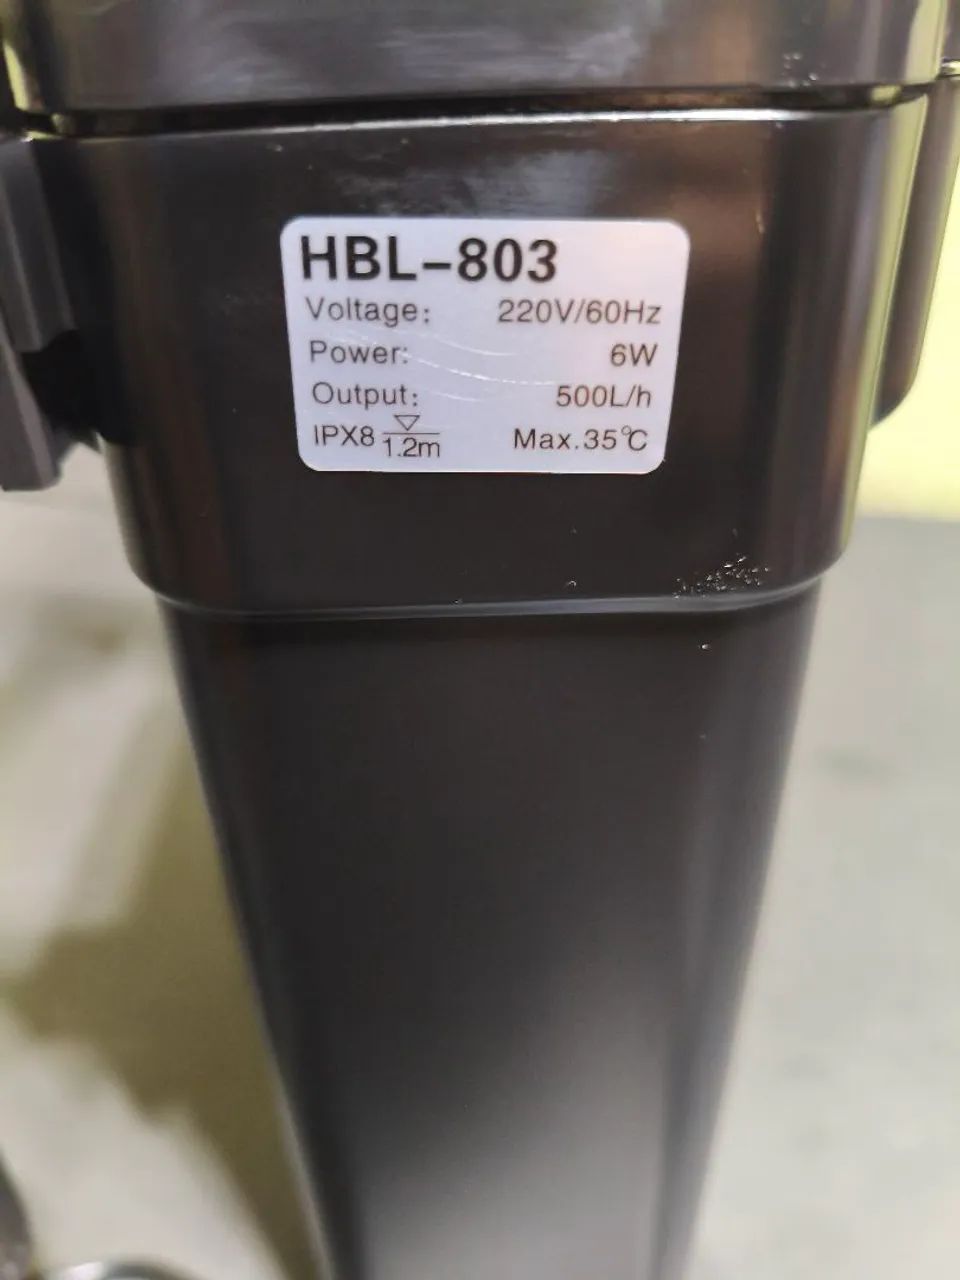 HBL-803
Voltage: 220V/60Hz
Power: 6W
Output: 500L/h
IPX8 1.2m Max.35℃